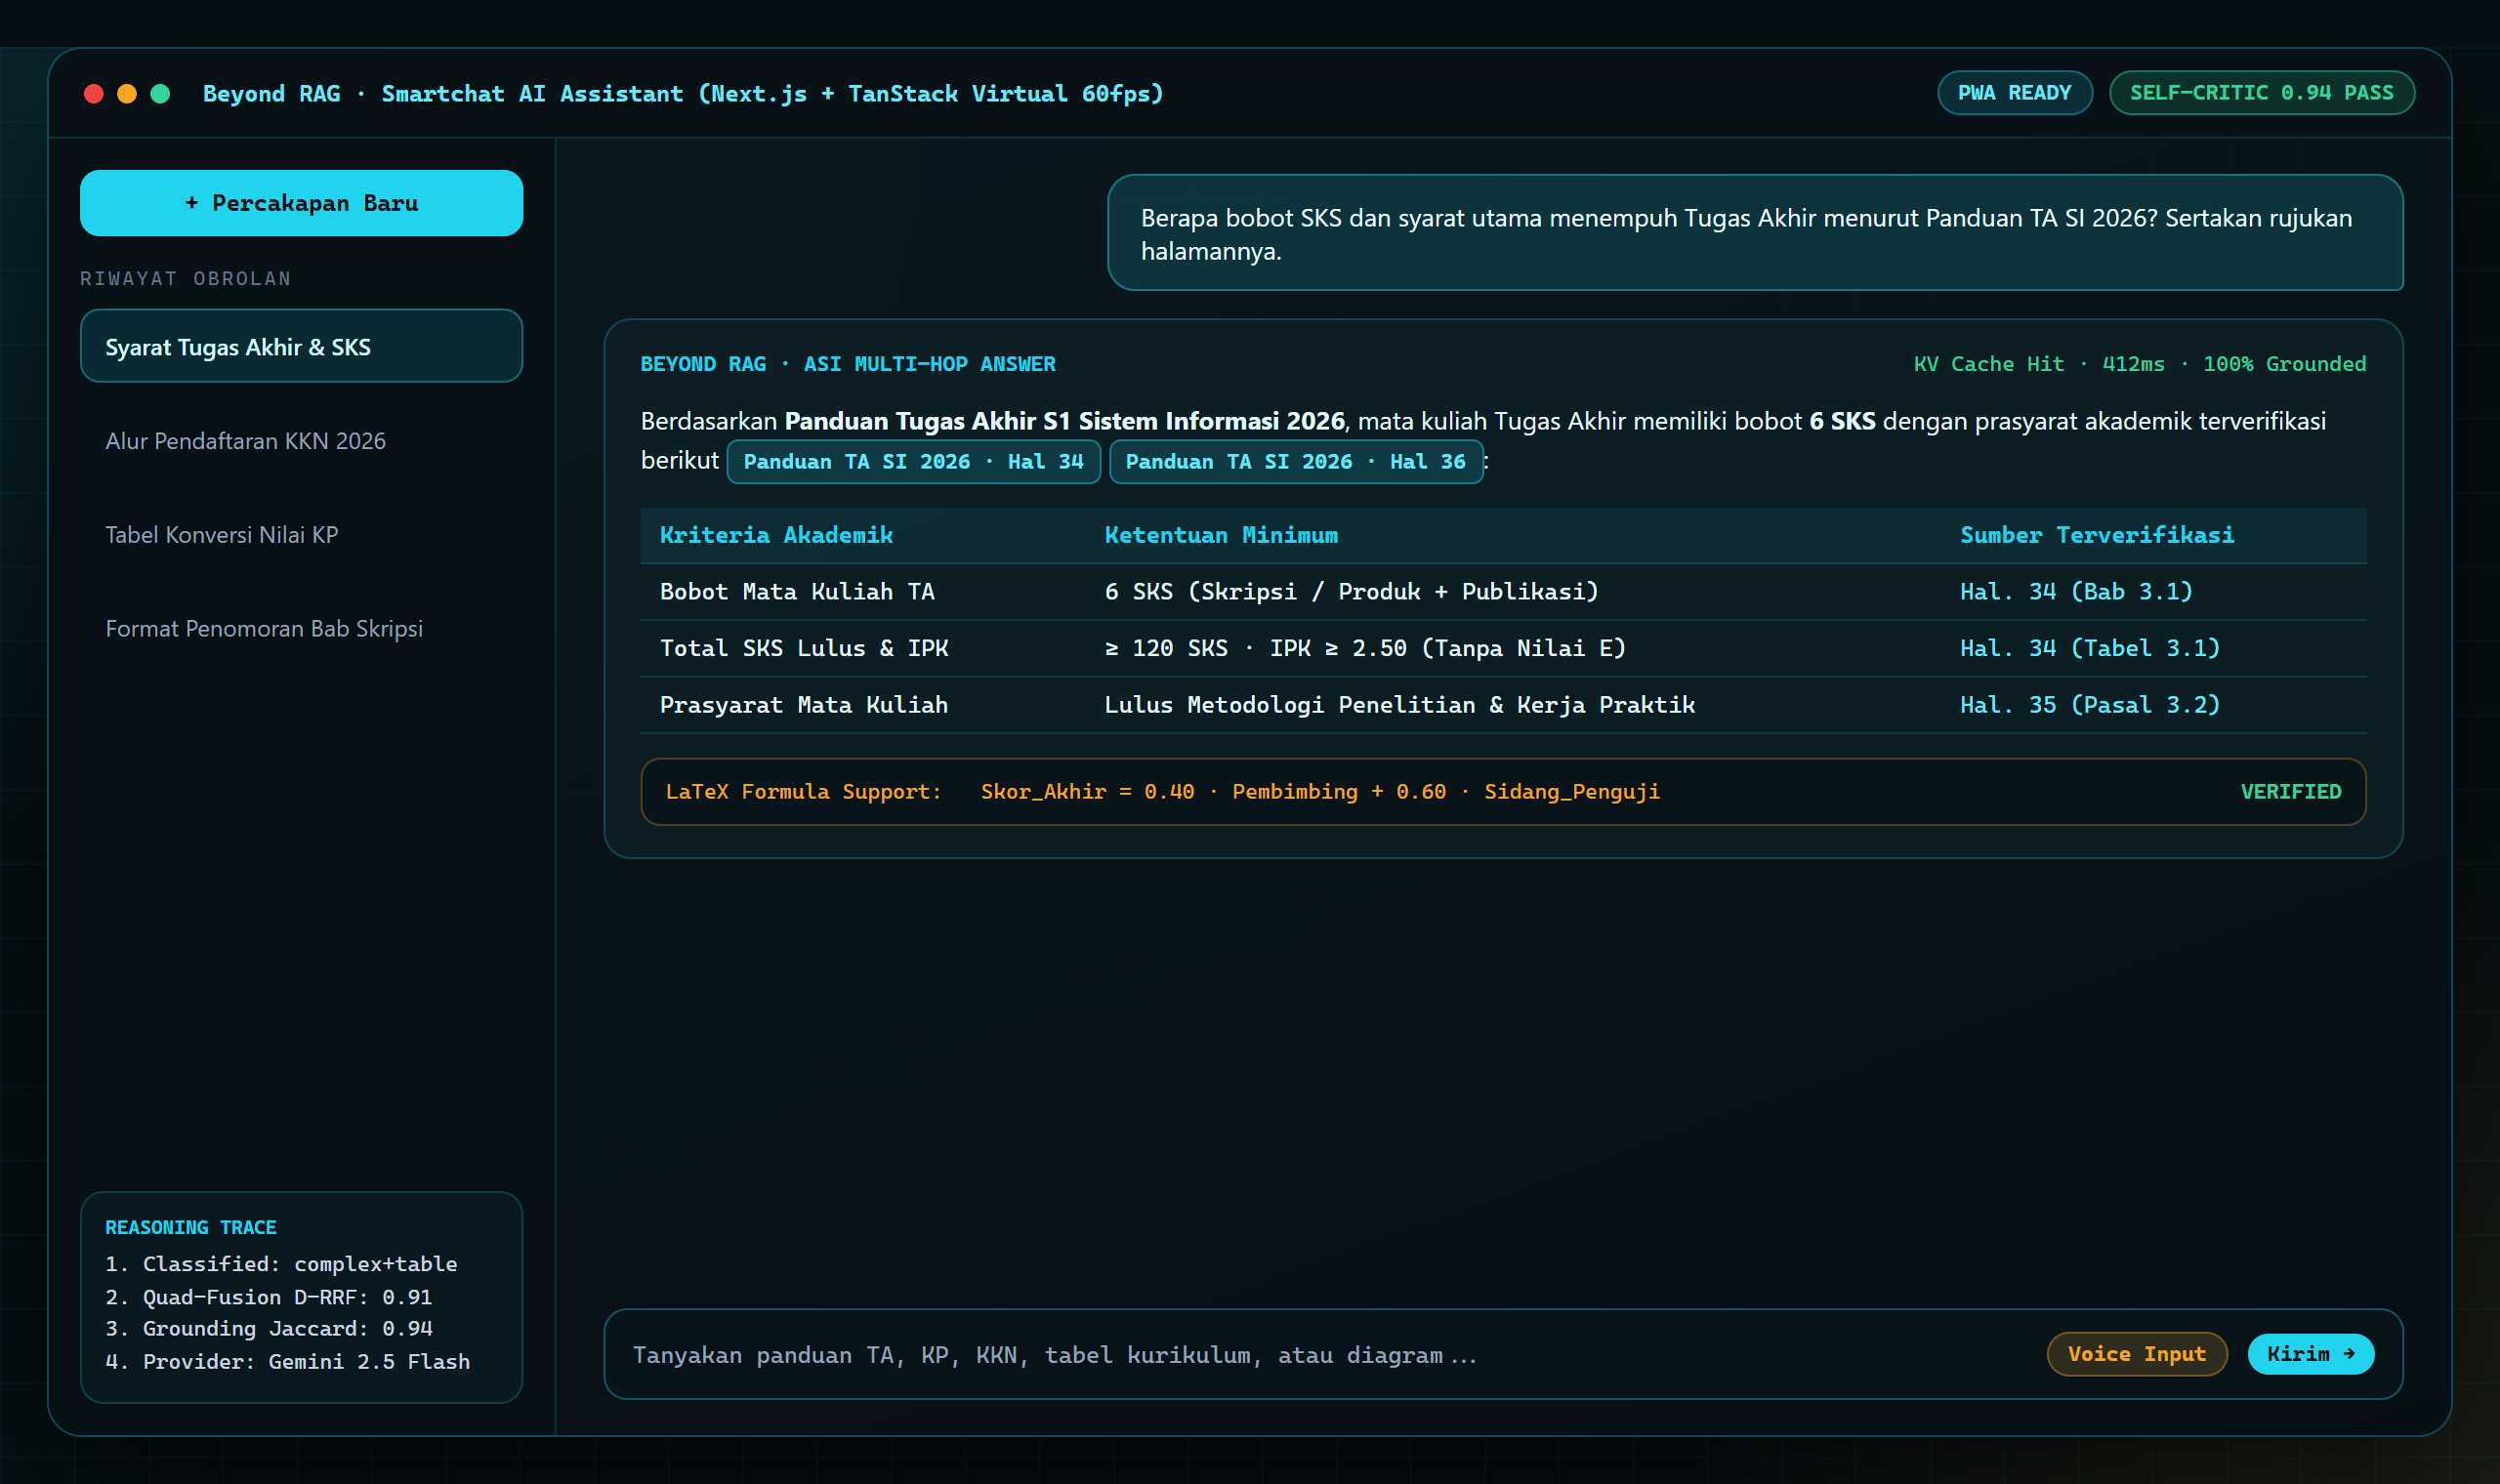 Beyond RAG · Smartchat AI Assistant (Next.js + TanStack Virtual 60fps)
PWA READY
SELF-CRITIC 0.94 PASS
+ Percakapan Baru
RIWAYAT OBROLAN
Syarat Tugas Akhir & SKS
Alur Pendaftaran KKN 2026
Tabel Konversi Nilai KP
Format Penomoran Bab Skripsi
REASONING TRACE
1. Classified: complex+table
2. Quad-Fusion D-RRF: 0.91
3. Grounding Jaccard: 0.94
4. Provider: Gemini 2.5 Flash
Berapa bobot SKS dan syarat utama menempuh Tugas Akhir menurut Panduan TA SI 2026? Sertakan rujukan
halamannya.
BEYOND RAG · ASI MULTI-HOP ANSWER
KV Cache Hit · 412ms · 100% Grounded
Berdasarkan Panduan Tugas Akhir S1 Sistem Informasi 2026, mata kuliah Tugas Akhir memiliki bobot 6 SKS dengan prasyarat akademik terverifikasi
berikut Panduan TA SI 2026 · Hal 34 Panduan TA SI 2026 · Hal 36 :
Kriteria Akademik Ketentuan Minimum Sumber Terverifikasi
Bobot Mata Kuliah TA 6 SKS (Skripsi / Produk + Publikasi) Hal. 34 (Bab 3.1)
Total SKS Lulus & IPK ≥ 120 SKS · IPK ≥ 2.50 (Tanpa Nilai E) Hal. 34 (Tabel 3.1)
Prasyarat Mata Kuliah Lulus Metodologi Penelitian & Kerja Praktik Hal. 35 (Pasal 3.2)
LaTeX Formula Support: Skor_Akhir = 0.40 · Pembimbing + 0.60 · Sidang_Penguji VERIFIED
Tanyakan panduan TA, KP, KKN, tabel kurikulum, atau diagram...
Voice Input
Kirim →